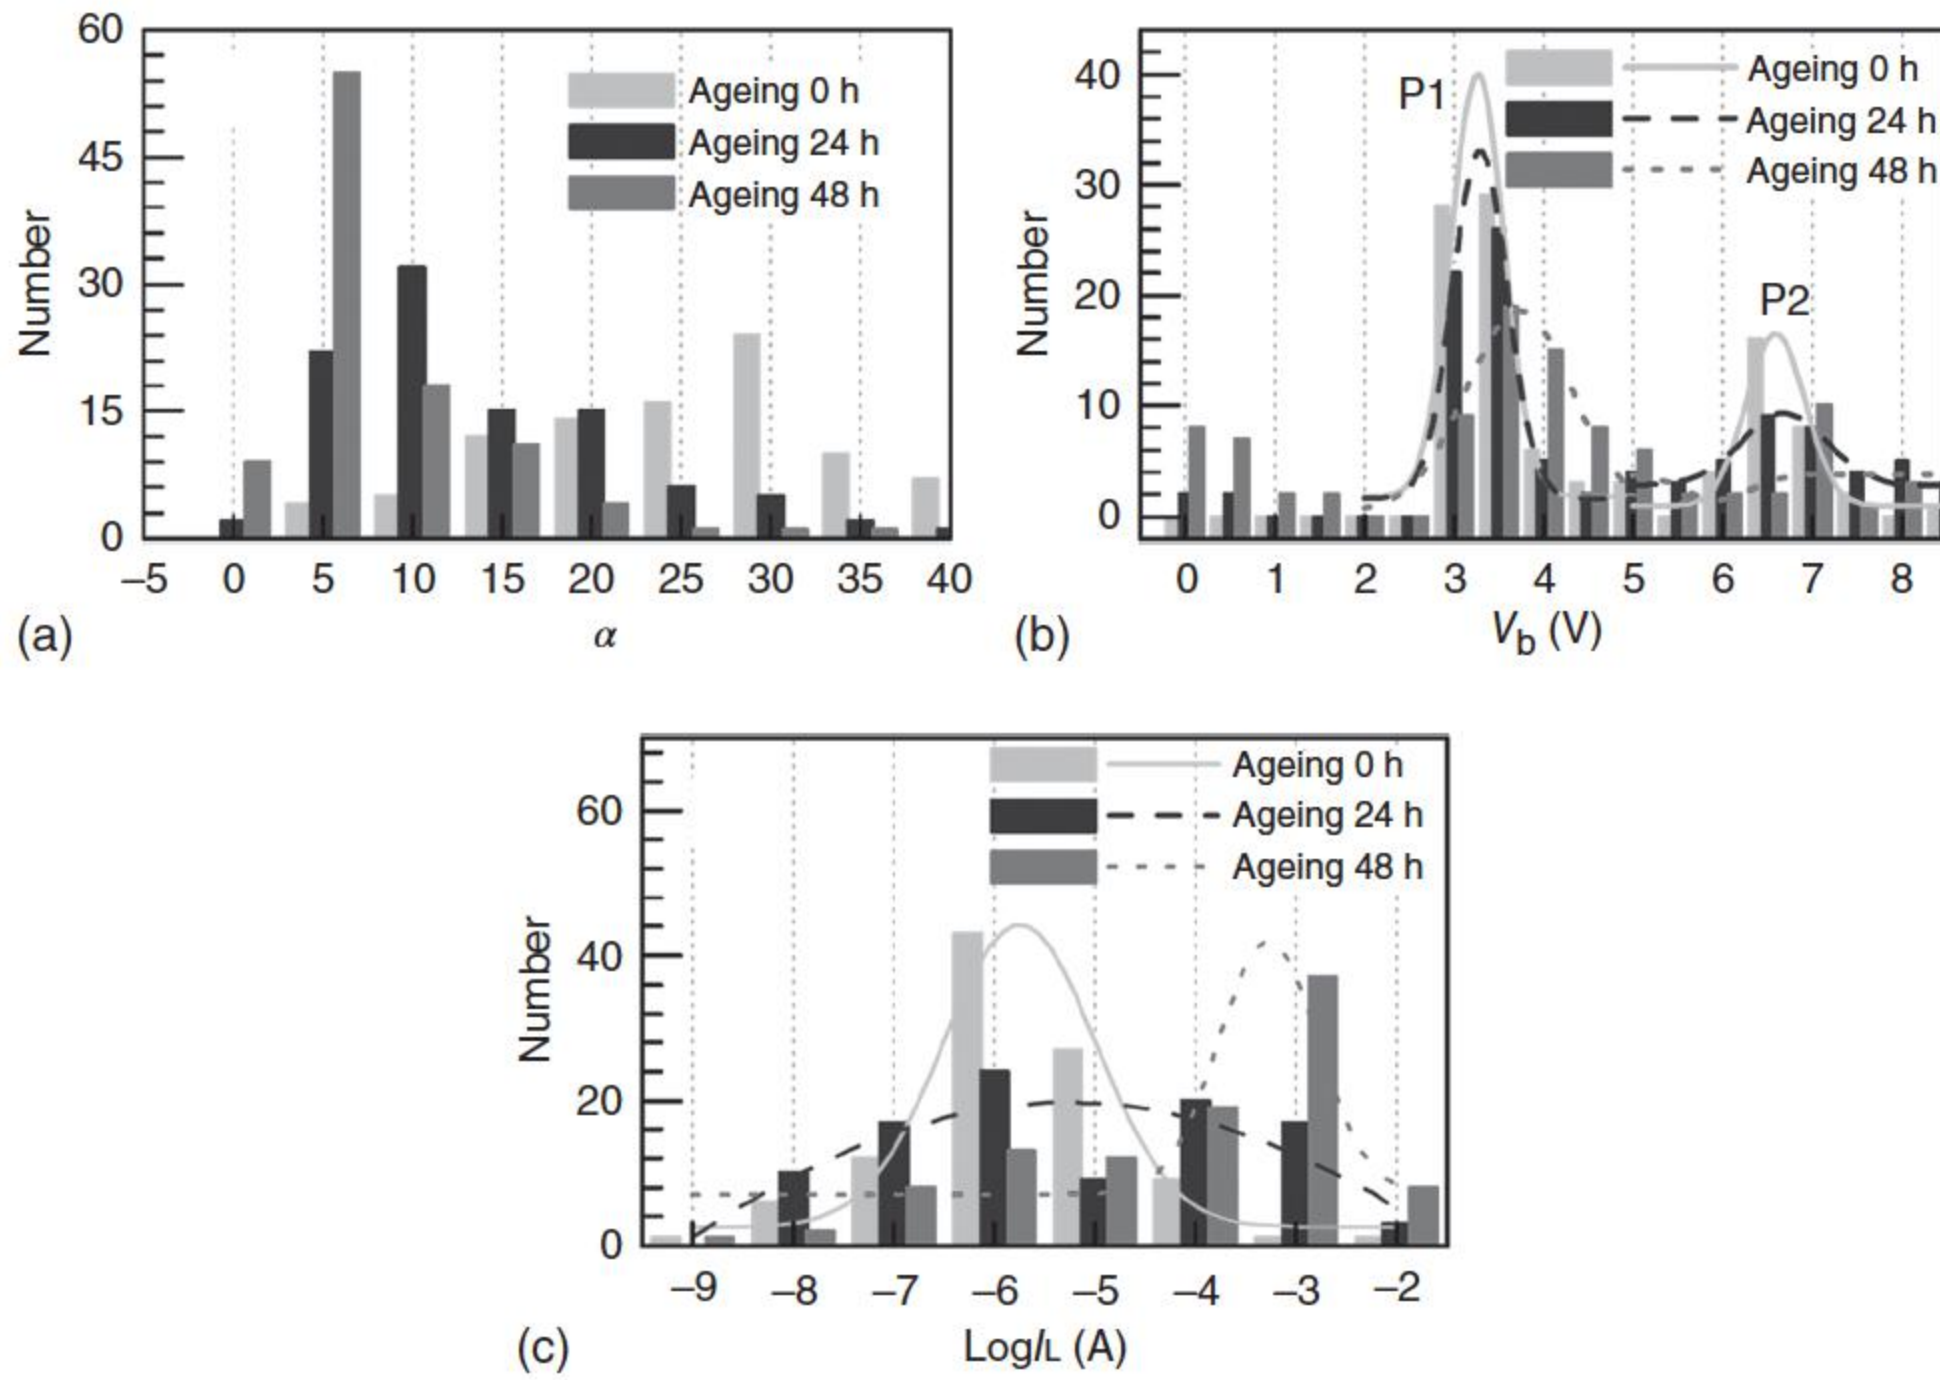 60
45
30
15
0
Number
Ageing 0 h
Ageing 24 h
Ageing 48 h
–5 0 5 10 15 20 25 30 35 40
(a)
α
40
30
20
10
0
Number
P1
P2
Ageing 0 h
Ageing 24 h
Ageing 48 h
0 1 2 3 4 5 6 7 8
(b)
Vb (V)
60
40
20
0
Number
Ageing 0 h
Ageing 24 h
Ageing 48 h
–9 –8 –7 –6 –5 –4 –3 –2
(c)
LogIL (A)